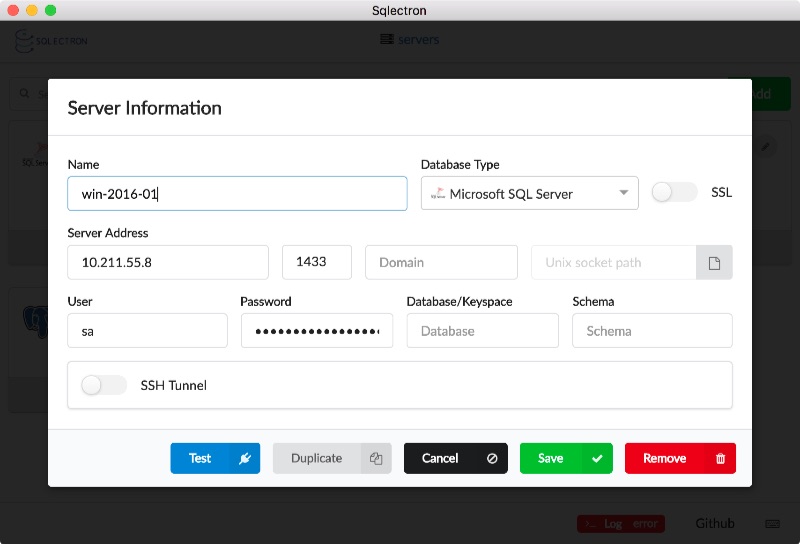 Sqlectron
SQLECTRON
servers
Add
Server Information
Name
Database Type
win-2016-01
Microsoft SQL Server
SSL
Server Address
10.211.55.8
1433
Domain
Unix socket path
User
Password
Database/Keyspace
Schema
sa
••••••••••••••••
Database
Schema
SSH Tunnel
Test
Duplicate
Cancel
Save
Remove
>_ Log error
Github